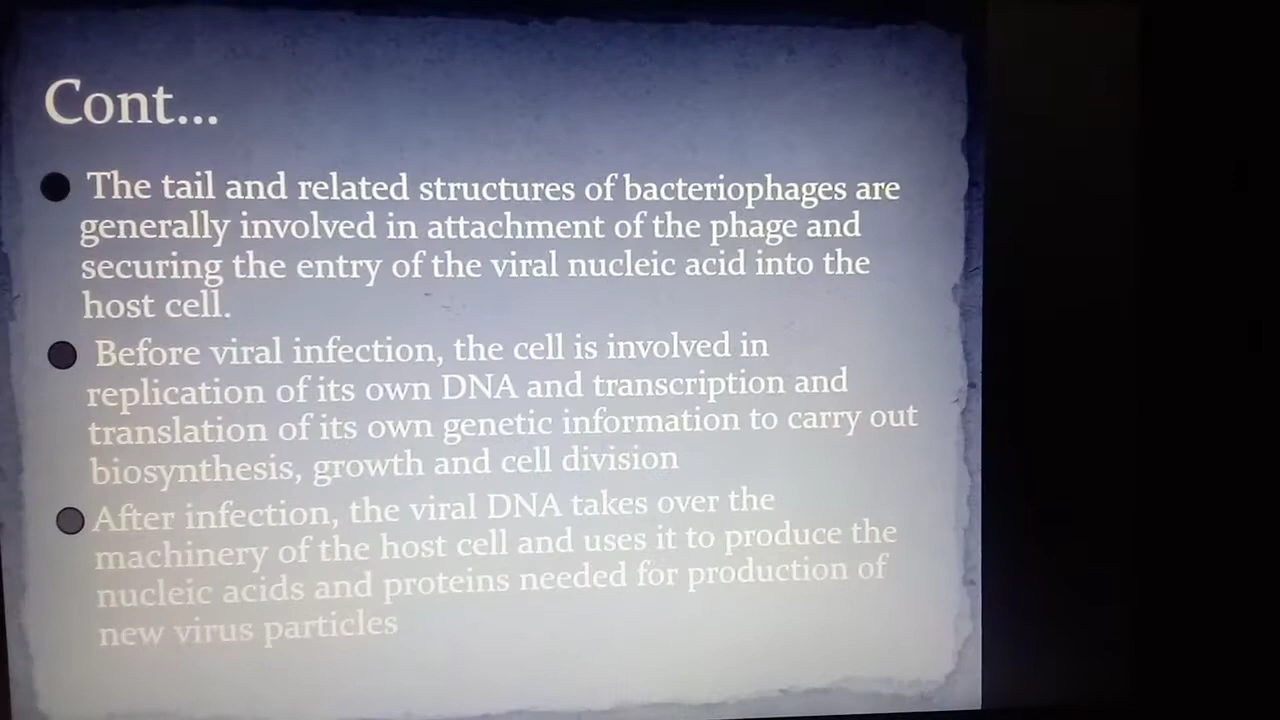 Cont...
The tail and related structures of bacteriophages are
generally involved in attachment of the phage and
securing the entry of the viral nucleic acid into the
host cell.
Before viral infection, the cell is involved in
replication of its own DNA and transcription and
translation of its own genetic information to carry out
biosynthesis, growth and cell division
After infection, the viral DNA takes over the
machinery of the host cell and uses it to produce the
nucleic acids and proteins needed for production of
new virus particles